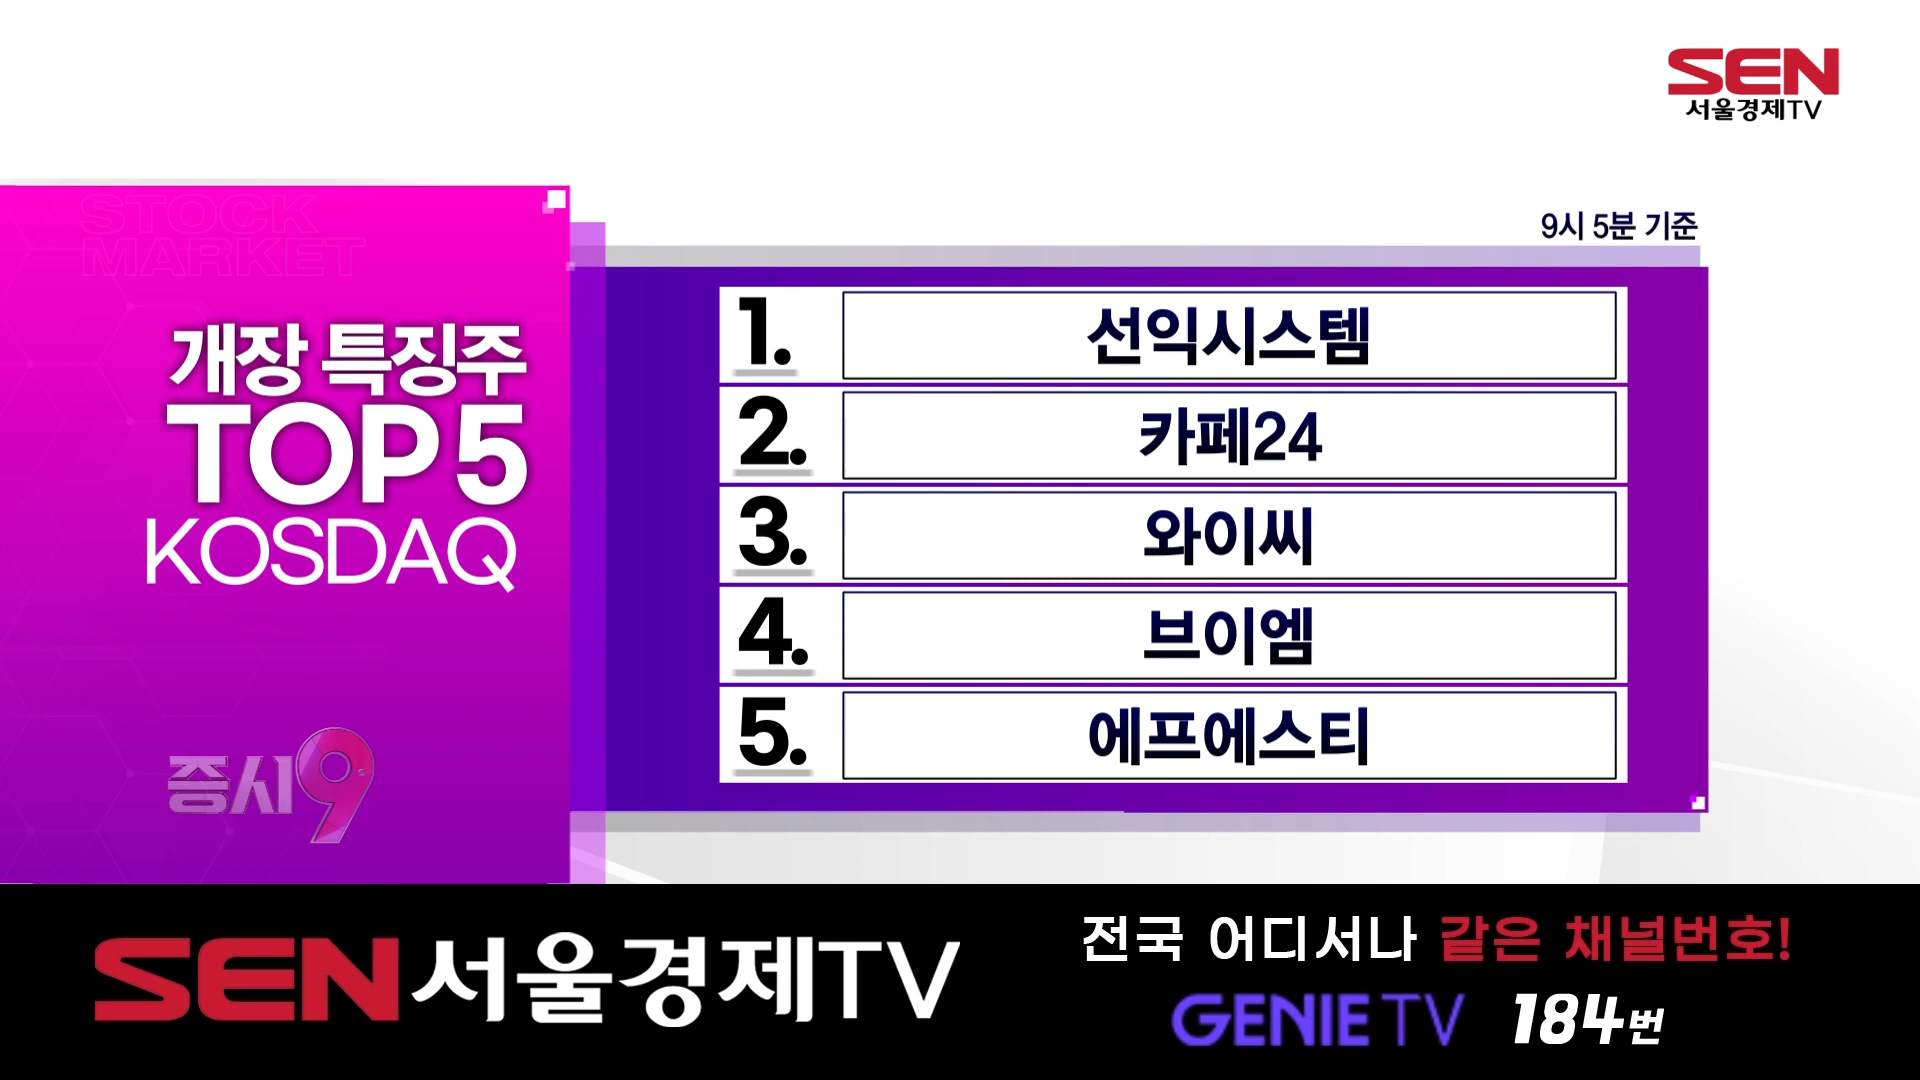 SEN
서울경제TV
STOCK
MARKET
9시 5분 기준
개장 특징주
TOP 5
KOSDAQ
1. 선익시스템
2. 카페24
3. 와이씨
4. 브이엠
5. 에프에스티
증시9
SEN 서울경제TV
전국 어디서나 같은 채널번호!
GENIE TV 184번